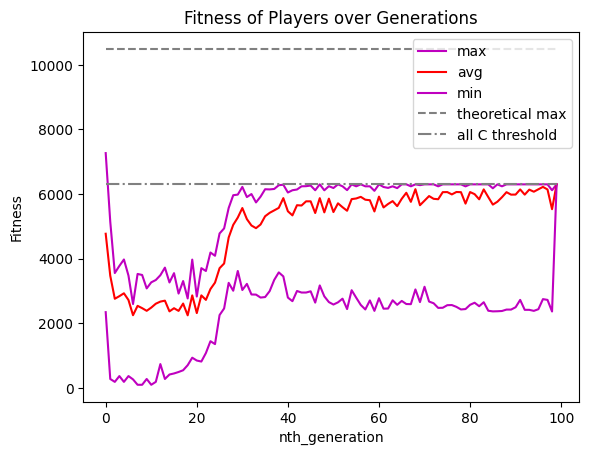 Fitness of Players over Generations
max
avg
min
theoretical max
all C threshold
Fitness
10000
8000
6000
4000
2000
0
0 20 40 60 80 100
nth_generation